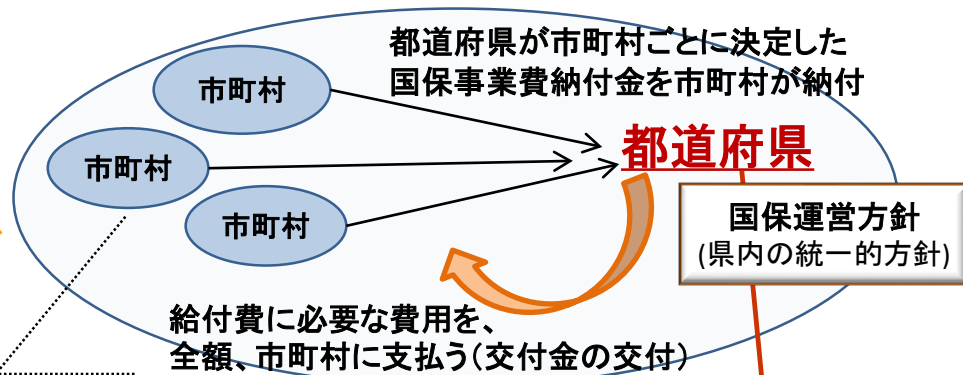 都道府県が市町村ごとに決定した
国保事業費納付金を市町村が納付
市町村
市町村
市町村
都道府県
国保運営方針
(県内の統一的方針)
給付費に必要な費用を、
全額、市町村に支払う(交付金の交付)